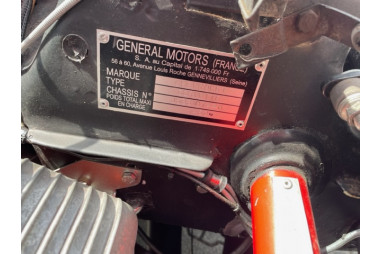 GENERAL MOTORS (FRANCE)
S. A. au Capital de 1.749.000 Fr
56 à 60, Avenue Louis Roche GENNEVILLIERS (Seine)
MARQUE
TYPE
CHASSIS N°
POIDS TOTAL MAXI
EN CHARGE